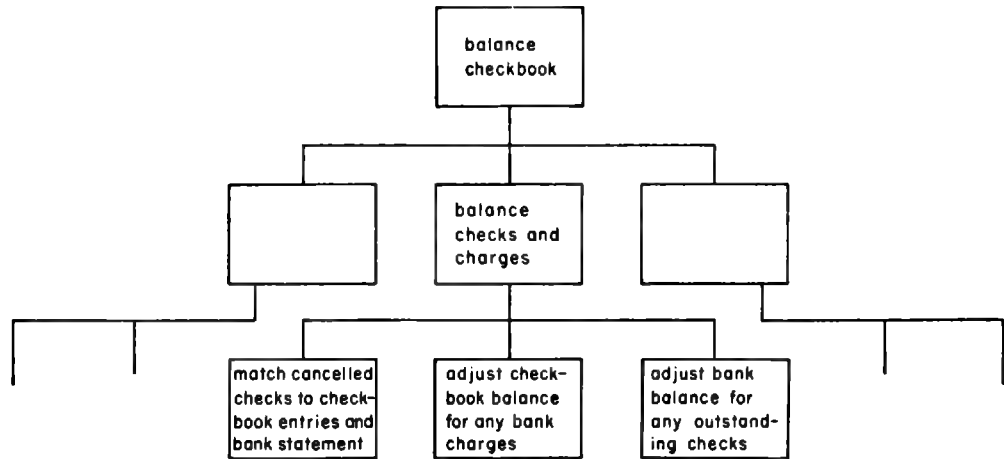 balance
checkbook
balance
checks and
charges
match cancelled
checks to check-
book entries and
bank statement
adjust check-
book balance
for any bank
charges
adjust bank
balance for
any outstand-
ing checks